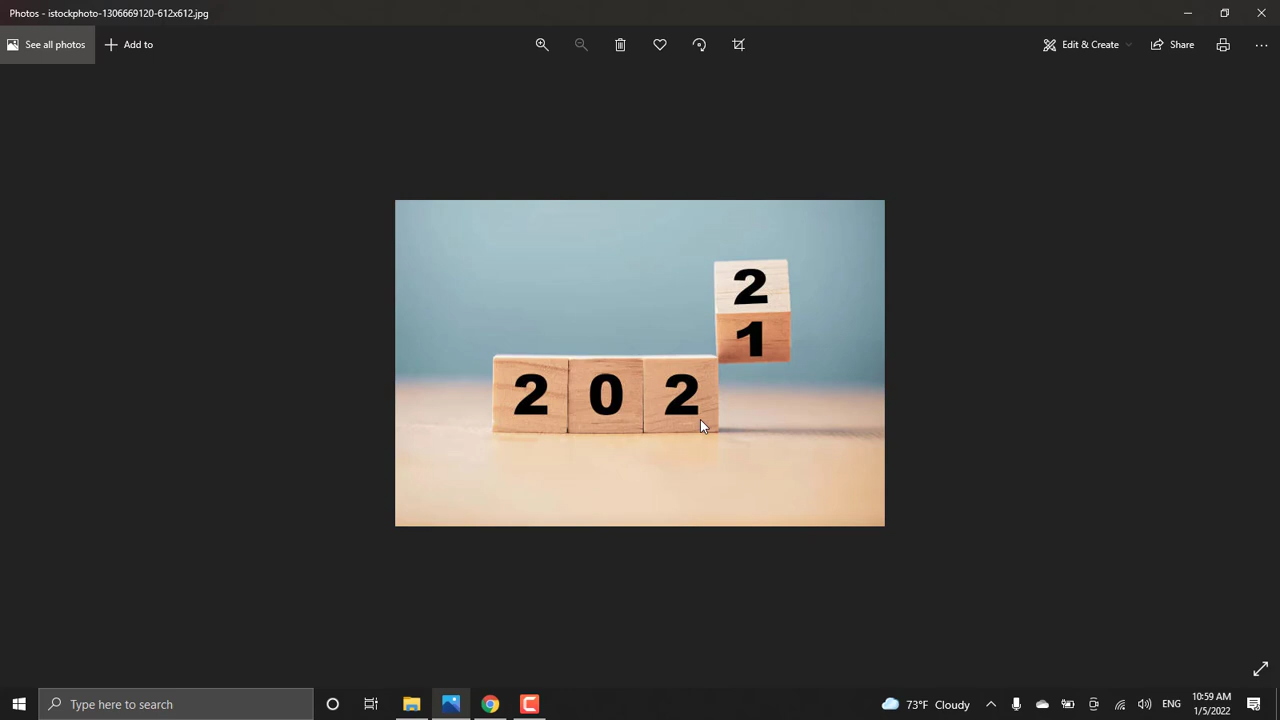 Photos - istockphoto-1306669120-612x612.jpg
See all photos
Add to
Edit & Create
Share
2
1
2 0 2
Type here to search
73°F Cloudy
ENG
10:59 AM
1/5/2022